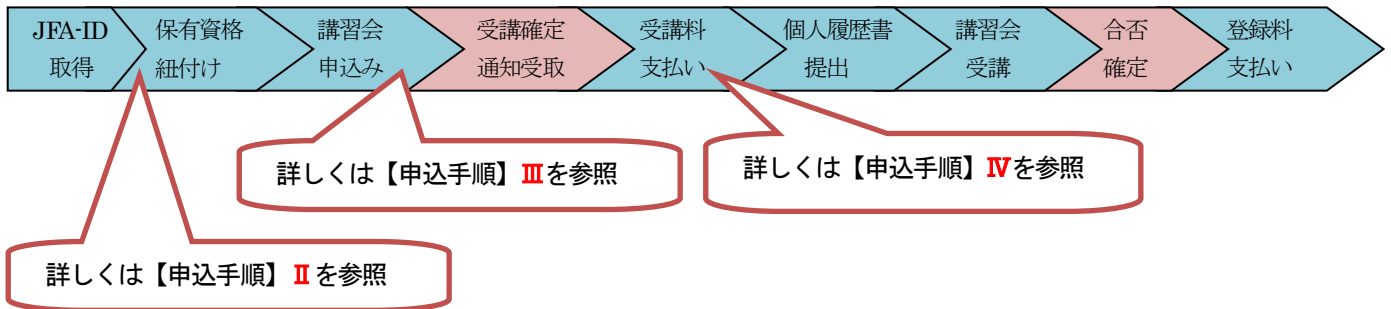 JFA-ID
取得
保有資格
紐付け
講習会
申込み
受講確定
通知受取
受講料
支払い
個人履歴書
提出
講習会
受講
合否
確定
登録料
支払い
詳しくは【申込手順】Ⅲを参照
詳しくは【申込手順】Ⅳを参照
詳しくは【申込手順】Ⅱを参照